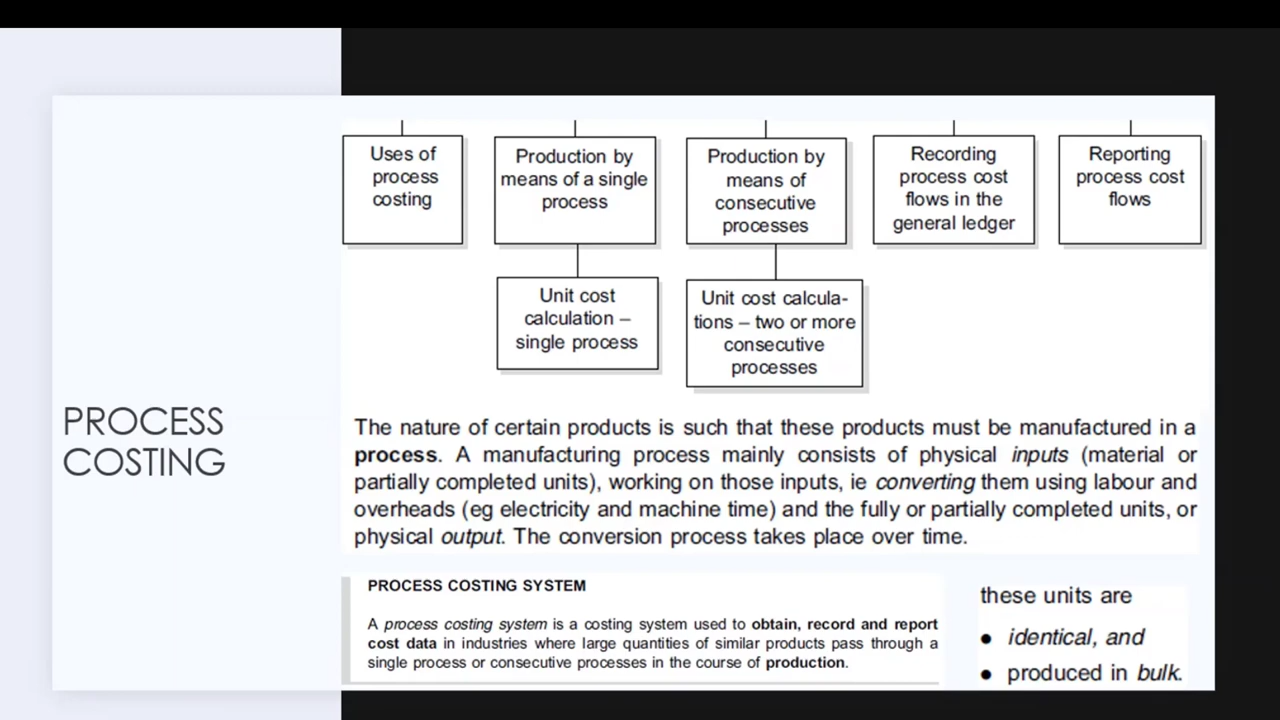 Uses of
process
costing
Production by
means of a single
process
Production by
means of
consecutive
processes
Recording
process cost
flows in the
general ledger
Reporting
process cost
flows
Unit cost
calculation –
single process
Unit cost calcula-
tions – two or more
consecutive
processes
PROCESS
COSTING
The nature of certain products is such that these products must be manufactured in a
process. A manufacturing process mainly consists of physical inputs (material or
partially completed units), working on those inputs, ie converting them using labour and
overheads (eg electricity and machine time) and the fully or partially completed units, or
physical output. The conversion process takes place over time.
PROCESS COSTING SYSTEM
A process costing system is a costing system used to obtain, record and report
cost data in industries where large quantities of similar products pass through a
single process or consecutive processes in the course of production.
these units are
● identical, and
● produced in bulk.